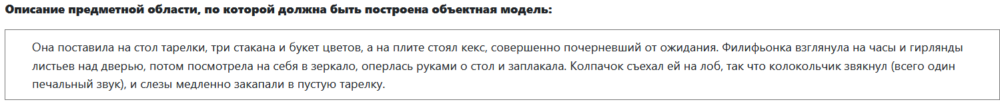 Описание предметной области, по которой должна быть построена объектная модель:
Она поставила на стол тарелки, три стакана и букет цветов, а на плите стоял кекс, совершенно почерневший от ожидания. Филифьонка взглянула на часы и гирлянды
листьев над дверью, потом посмотрела на себя в зеркало, оперлась руками о стол и заплакала. Колпачок съехал ей на лоб, так что колокольчик звякнул (всего один
печальный звук), и слезы медленно закапали в пустую тарелку.